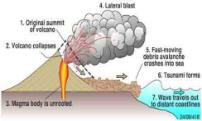 1. Original summit
of volcano
2. Volcano collapses
3. Magma body is unroofed
4. Lateral blast
5. Fast-moving
debris avalanche
crashes into sea
6. Tsunami forms
7. Wave travels out
to distant coastlines